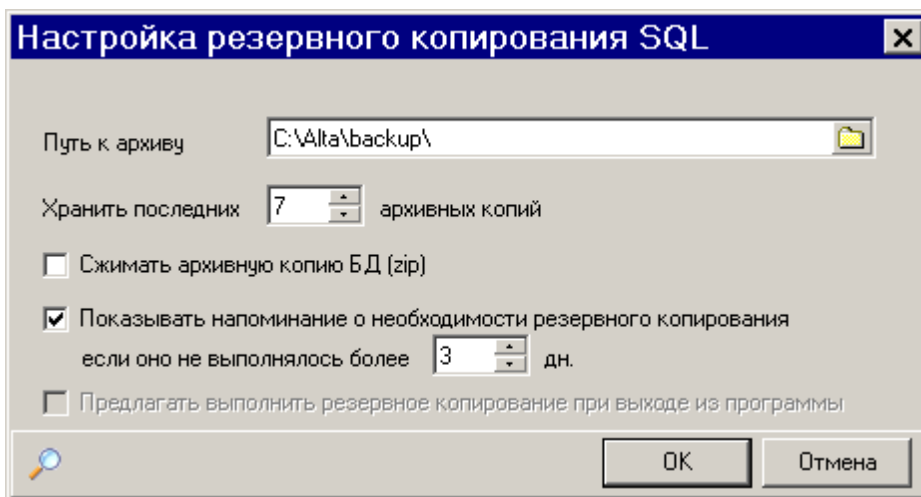 Настройка резервного копирования SQL
Путь к архиву C:\Alta\backup\
Хранить последних 7 архивных копий
Сжимать архивную копию БД (zip)
Показывать напоминание о необходимости резервного копирования
если оно не выполнялось более 3 дн.
Предлагать выполнить резервное копирование при выходе из программы
OK Отмена